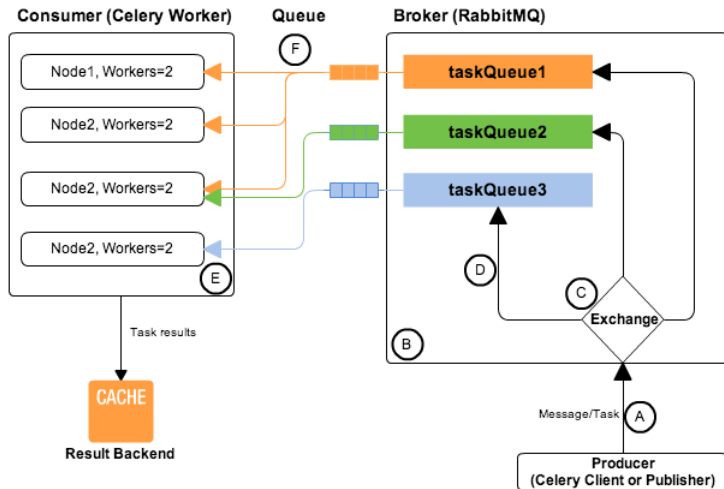 Consumer (Celery Worker)
Queue
Broker (RabbitMQ)
F
Node1, Workers=2
taskQueue1
Node2, Workers=2
taskQueue2
Node2, Workers=2
taskQueue3
Node2, Workers=2
E
D
C
Exchange
B
Task results
CACHE
Result Backend
Message/Task
A
Producer
(Celery Client or Publisher)